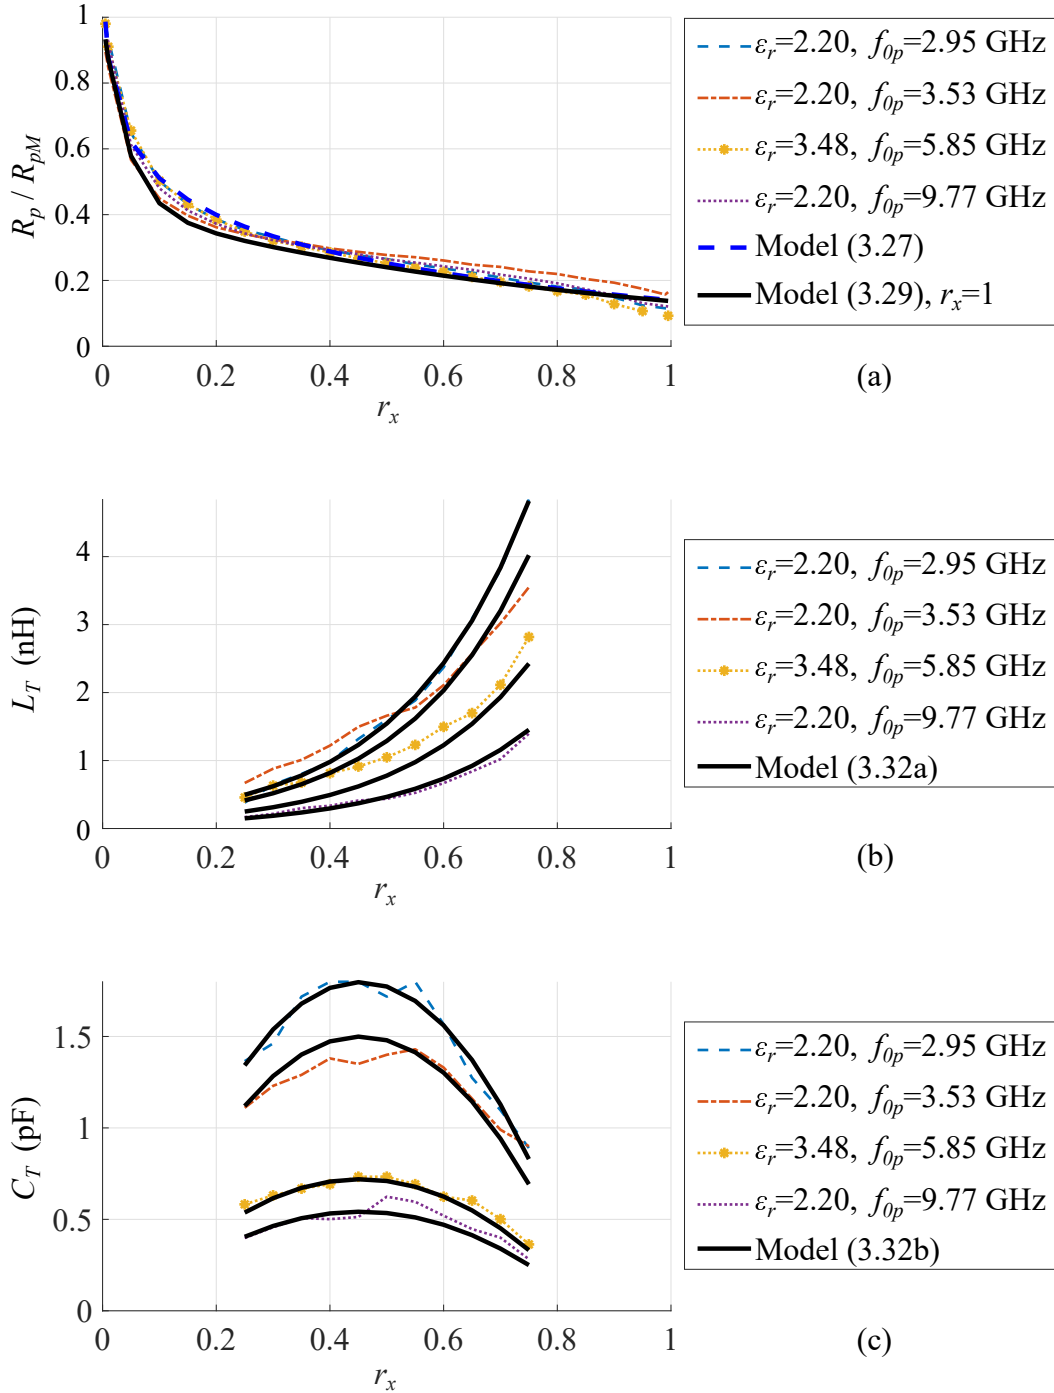 1
0.8
0.6
0.4
0.2
0
R_p / R_pM
0 0.2 0.4 0.6 0.8 1
r_x
ε_r=2.20, f_0p=2.95 GHz
ε_r=2.20, f_0p=3.53 GHz
ε_r=3.48, f_0p=5.85 GHz
ε_r=2.20, f_0p=9.77 GHz
Model (3.27)
Model (3.29), r_x=1
(a)
4
3
2
1
0
L_T (nH)
0 0.2 0.4 0.6 0.8 1
r_x
ε_r=2.20, f_0p=2.95 GHz
ε_r=2.20, f_0p=3.53 GHz
ε_r=3.48, f_0p=5.85 GHz
ε_r=2.20, f_0p=9.77 GHz
Model (3.32a)
(b)
1.5
1
0.5
0
C_T (pF)
0 0.2 0.4 0.6 0.8 1
r_x
ε_r=2.20, f_0p=2.95 GHz
ε_r=2.20, f_0p=3.53 GHz
ε_r=3.48, f_0p=5.85 GHz
ε_r=2.20, f_0p=9.77 GHz
Model (3.32b)
(c)